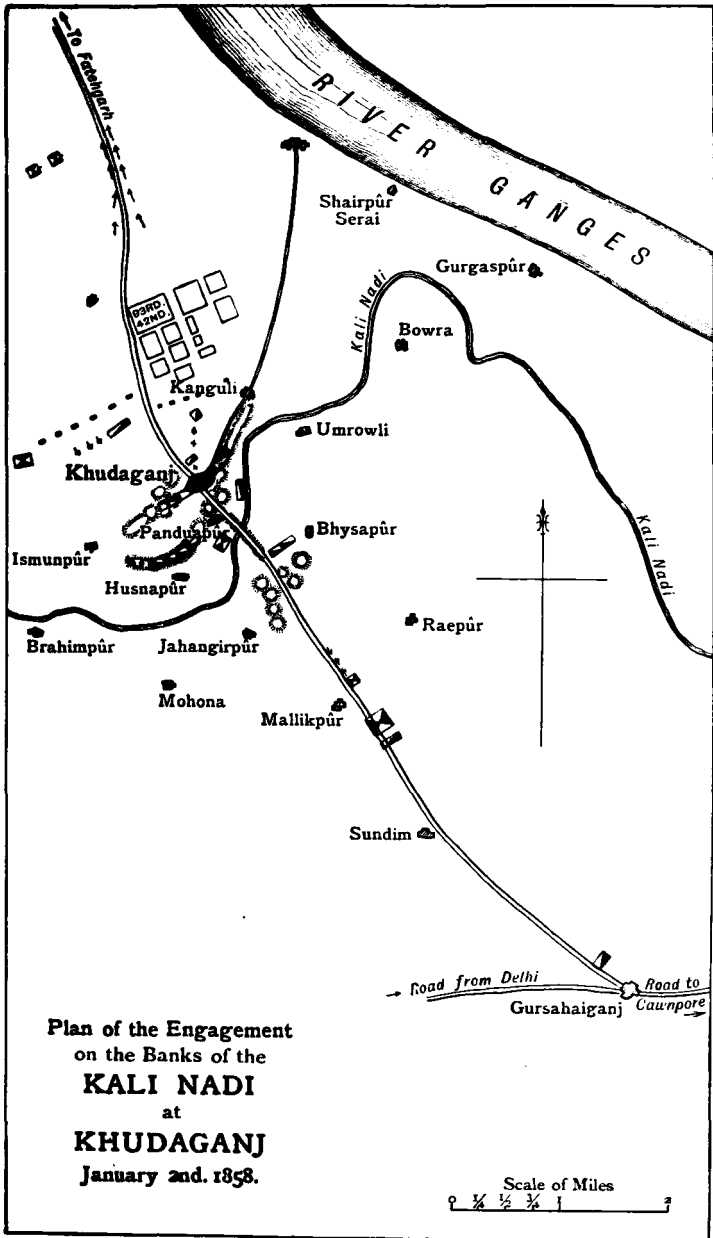 To Fatehgarh
RIVER GANGES
Shairpûr
Serai
Gurgaspûr
Kali Nadi
Bowra
93RD.
42ND.
Kanguli
Umrowli
Khudaganj
Panduapûr
Bhysapûr
Kali Nadi
Ismunpûr
Husnapûr
Brahimpûr
Jahangirpûr
Raepûr
Mohona
Mallikpûr
Sundim
Road from Delhi
Road to
Cawnpore
Gursahaiganj
Plan of the Engagement
on the Banks of the
KALI NADI
at
KHUDAGANJ
January 2nd. 1858.
Scale of Miles
0 ¼ ½ ¾ 1 2